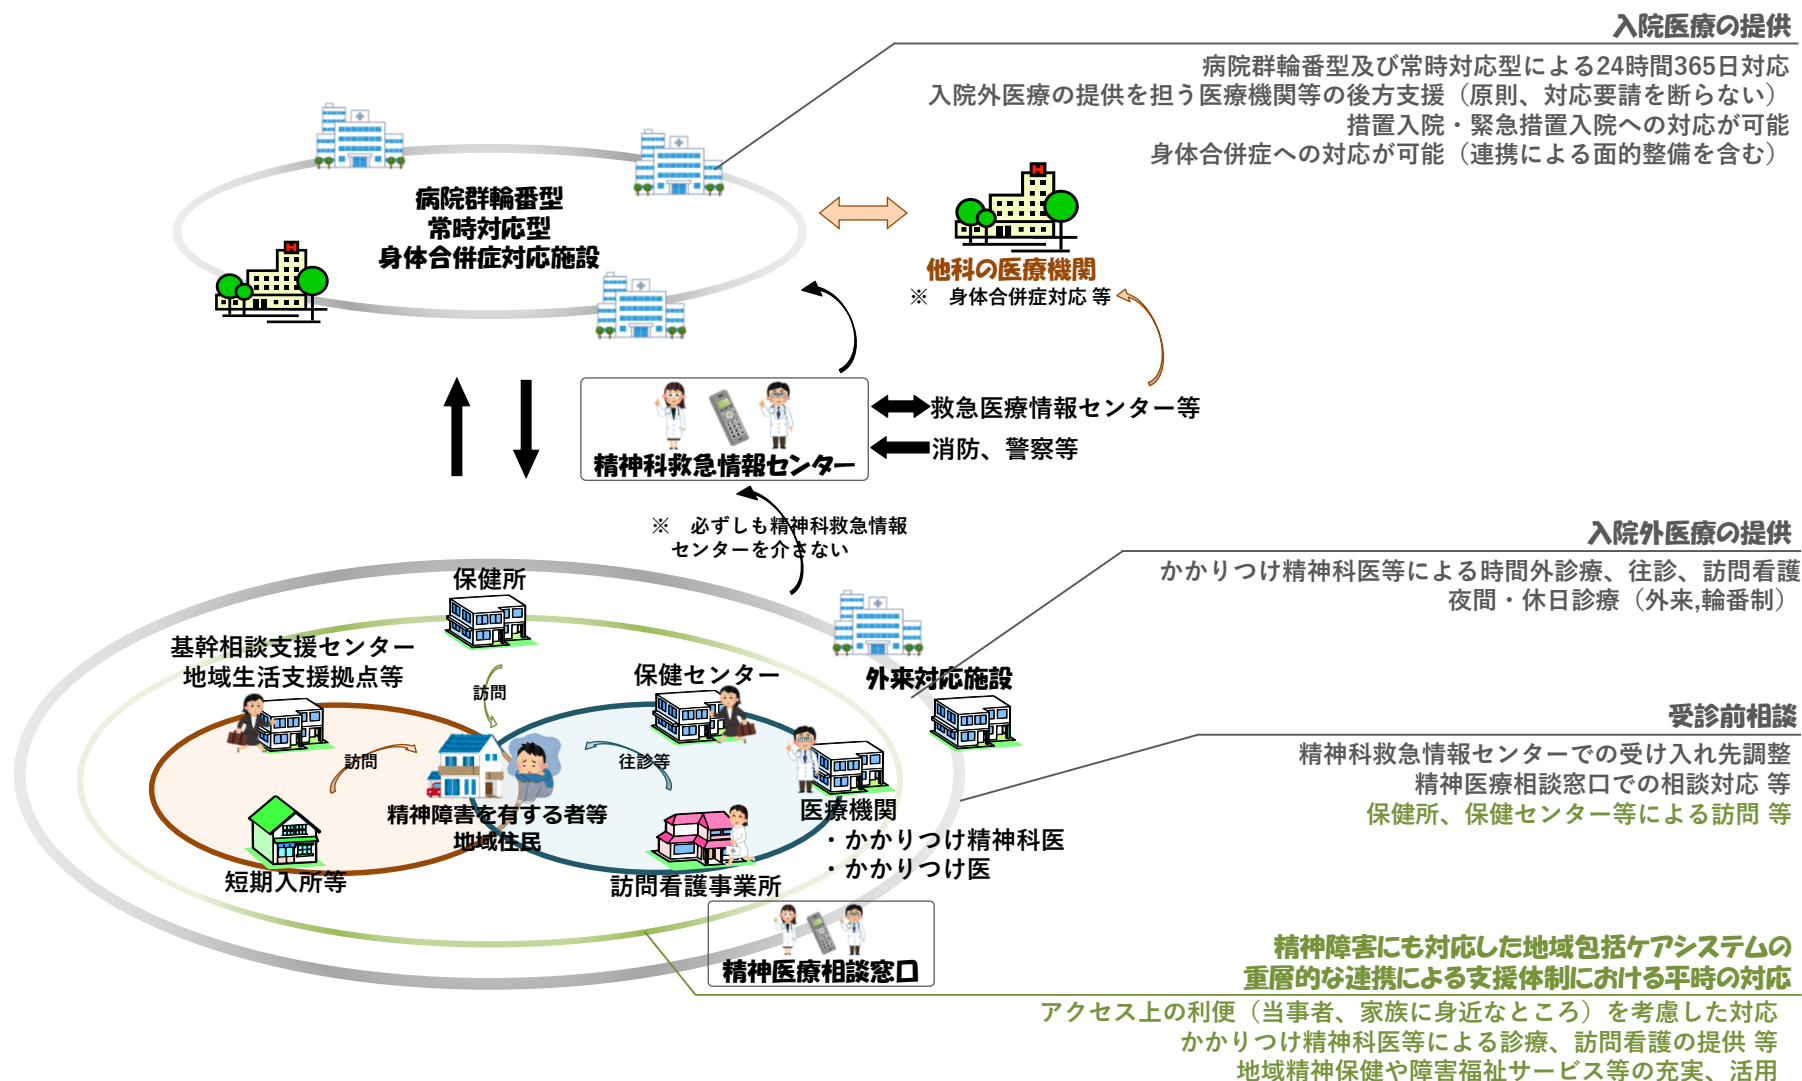 入院医療の提供
病院群輪番型及び常時対応型による24時間365日対応
入院外医療の提供を担う医療機関等の後方支援（原則、対応要請を断らない）
措置入院・緊急措置入院への対応が可能
身体合併症への対応が可能（連携による面的整備を含む）
病院群輪番型
常時対応型
身体合併症対応施設
他科の医療機関
※　身体合併症対応 等
救急医療情報センター等
消防、警察等
精神科救急情報センター
※　必ずしも精神科救急情報
センターを介さない
入院外医療の提供
かかりつけ精神科医等による時間外診療、往診、訪問看護
夜間・休日診療（外来,輪番制）
保健所
基幹相談支援センター
地域生活支援拠点等
訪問
保健センター
外来対応施設
受診前相談
精神科救急情報センターでの受け入れ先調整
精神医療相談窓口での相談対応 等
保健所、保健センター等による訪問 等
訪問
往診等
精神障害を有する者等
地域住民
医療機関
・かかりつけ精神科医
・かかりつけ医
短期入所等
訪問看護事業所
精神医療相談窓口
精神障害にも対応した地域包括ケアシステムの
重層的な連携による支援体制における平時の対応
アクセス上の利便（当事者、家族に身近なところ）を考慮した対応
かかりつけ精神科医等による診療、訪問看護の提供 等
地域精神保健や障害福祉サービス等の充実、活用